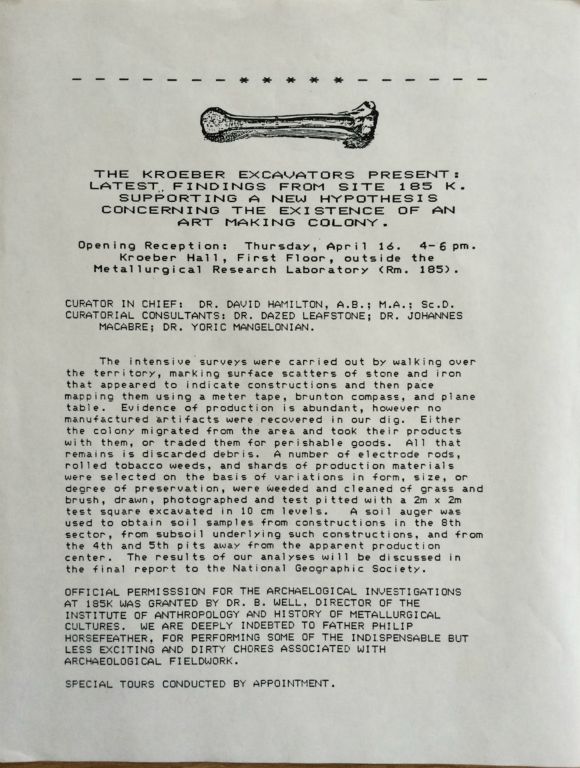 - - - - - - - * * * * * - - - - - -
THE KROEBER EXCAVATORS PRESENT:
LATEST FINDINGS FROM SITE 185 K.
SUPPORTING A NEW HYPOTHESIS
CONCERNING THE EXISTENCE OF AN
ART MAKING COLONY.
Opening Reception: Thursday, April 16. 4-6 pm.
Kroeber Hall, First Floor, outside the
Metallurgical Research Laboratory (Rm. 185).
CURATOR IN CHIEF: DR. DAVID HAMILTON, A.B.; M.A.; Sc.D.
CURATORIAL CONSULTANTS: DR. DAZED LEAFSTONE; DR. JOHANNES
MACABRE; DR. YORIC MANGELONIAN.
The intensive surveys were carried out by walking over
the territory, marking surface scatters of stone and iron
that appeared to indicate constructions and then pace
mapping them using a meter tape, brunton compass, and plane
table. Evidence of production is abundant, however no
manufactured artifacts were recovered in our dig. Either
the colony migrated from the area and took their products
with them, or traded them for perishable goods. All that
remains is discarded debris. A number of electrode rods,
rolled tobacco weeds, and shards of production materials
were selected on the basis of variations in form, size, or
degree of preservation, were weeded and cleaned of grass and
brush, drawn, photographed and test pitted with a 2m x 2m
test square excavated in 10 cm levels. A soil auger was
used to obtain soil samples from constructions in the 8th
sector, from subsoil underlying such constructions, and from
the 4th and 5th pits away from the apparent production
center. The results of our analyses will be discussed in
the final report to the National Geographic Society.
OFFICIAL PERMISSSION FOR THE ARCHAELOGICAL INVESTIGATIONS
AT 185K WAS GRANTED BY DR. B. WELL, DIRECTOR OF THE
INSTITUTE OF ANTHROPOLOGY AND HISTORY OF METALLURGICAL
CULTURES. WE ARE DEEPLY INDEBTED TO FATHER PHILIP
HORSEFEATHER, FOR PERFORMING SOME OF THE INDISPENSABLE BUT
LESS EXCITING AND DIRTY CHORES ASSOCIATED WITH
ARCHAEOLOGICAL FIELDWORK.
SPECIAL TOURS CONDUCTED BY APPOINTMENT.